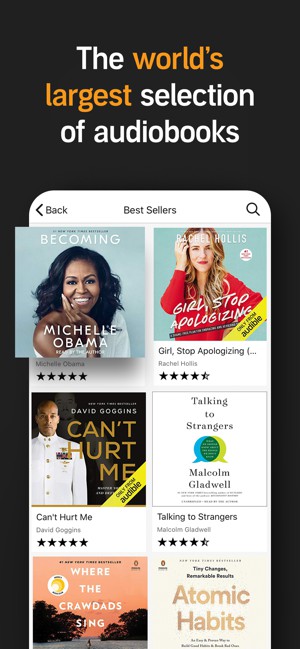 The world's
largest selection
of audiobooks
Back
Best Sellers
#1 NEW YORK TIMES BESTSELLER
BECOMING
MICHELLE
OBAMA
READ BY THE AUTHOR
Michelle Obama
RACHEL HOLLIS
GIRL, STOP
APOLOGIZING
ONLY FROM
audible
Girl, Stop Apologizing (...
Rachel Hollis
DAVID GOGGINS
CAN'T
HURT
ME
ONLY FROM
audible
Can't Hurt Me
David Goggins
Talking
to
Strangers
Malcolm
Gladwell
Talking to Strangers
Malcolm Gladwell
#1 NEW YORK TIMES BESTSELLER
WHERE
THE
CRAWDADS
SING
Tiny Changes,
Remarkable Results
Atomic
Habits
An Easy & Proven Way to
Build Good Habits & Break Bad Ones